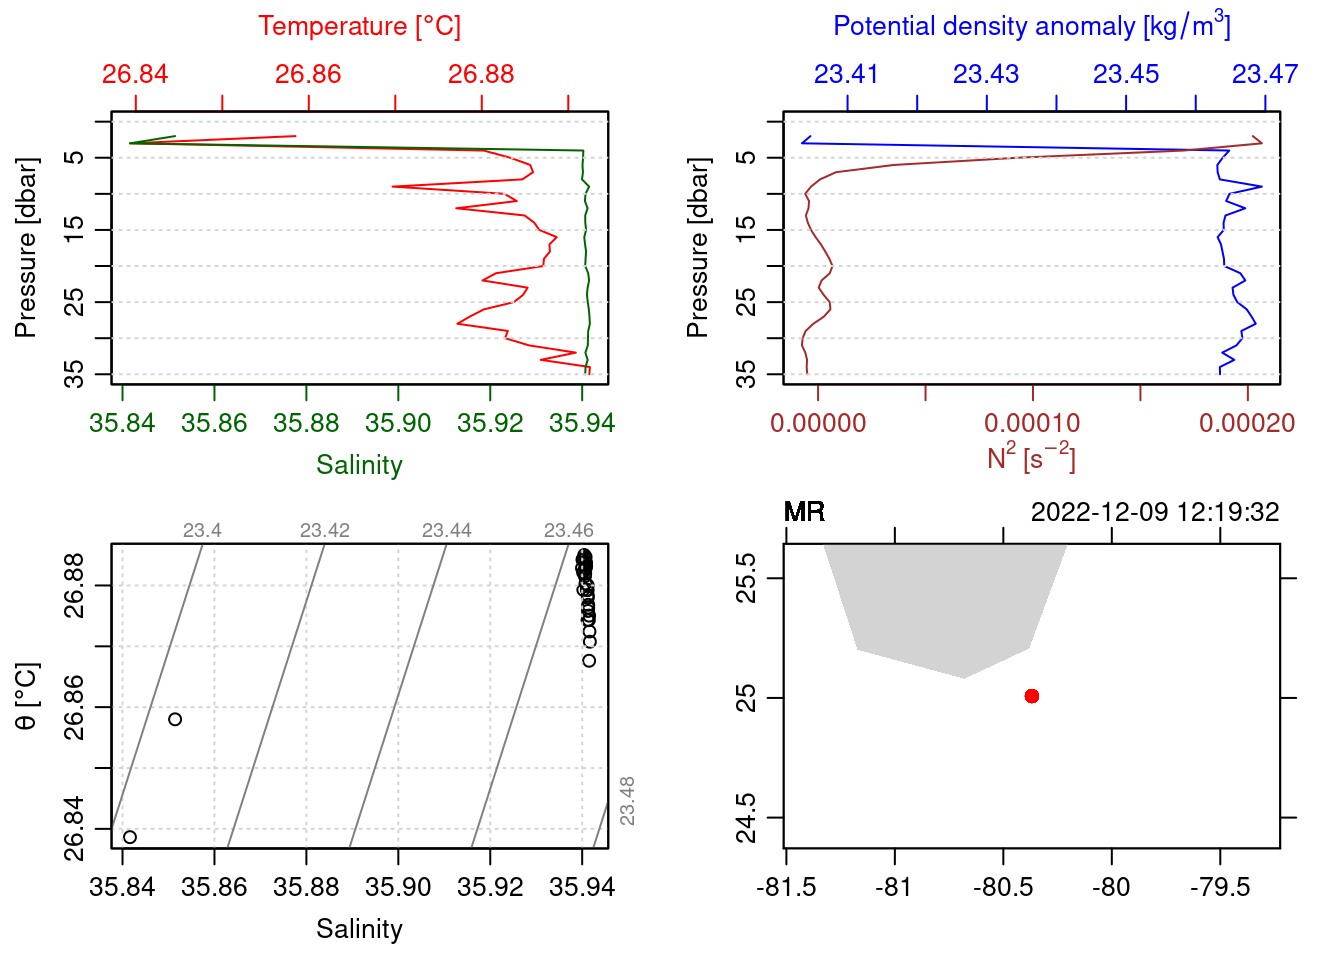 Temperature [°C]
26.84 26.86 26.88
Pressure [dbar]
5 15 25 35
35.84 35.86 35.88 35.90 35.92 35.94
Salinity
Potential density anomaly [kg/m³]
23.41 23.43 23.45 23.47
Pressure [dbar]
5 15 25 35
0.00000 0.00010 0.00020
N² [s⁻²]
23.4 23.42 23.44 23.46
23.48
θ [°C]
26.88 26.86 26.84
35.84 35.86 35.88 35.90 35.92 35.94
Salinity
MR 2022-12-09 12:19:32
25.5 25 24.5
-81.5 -81 -80.5 -80 -79.5